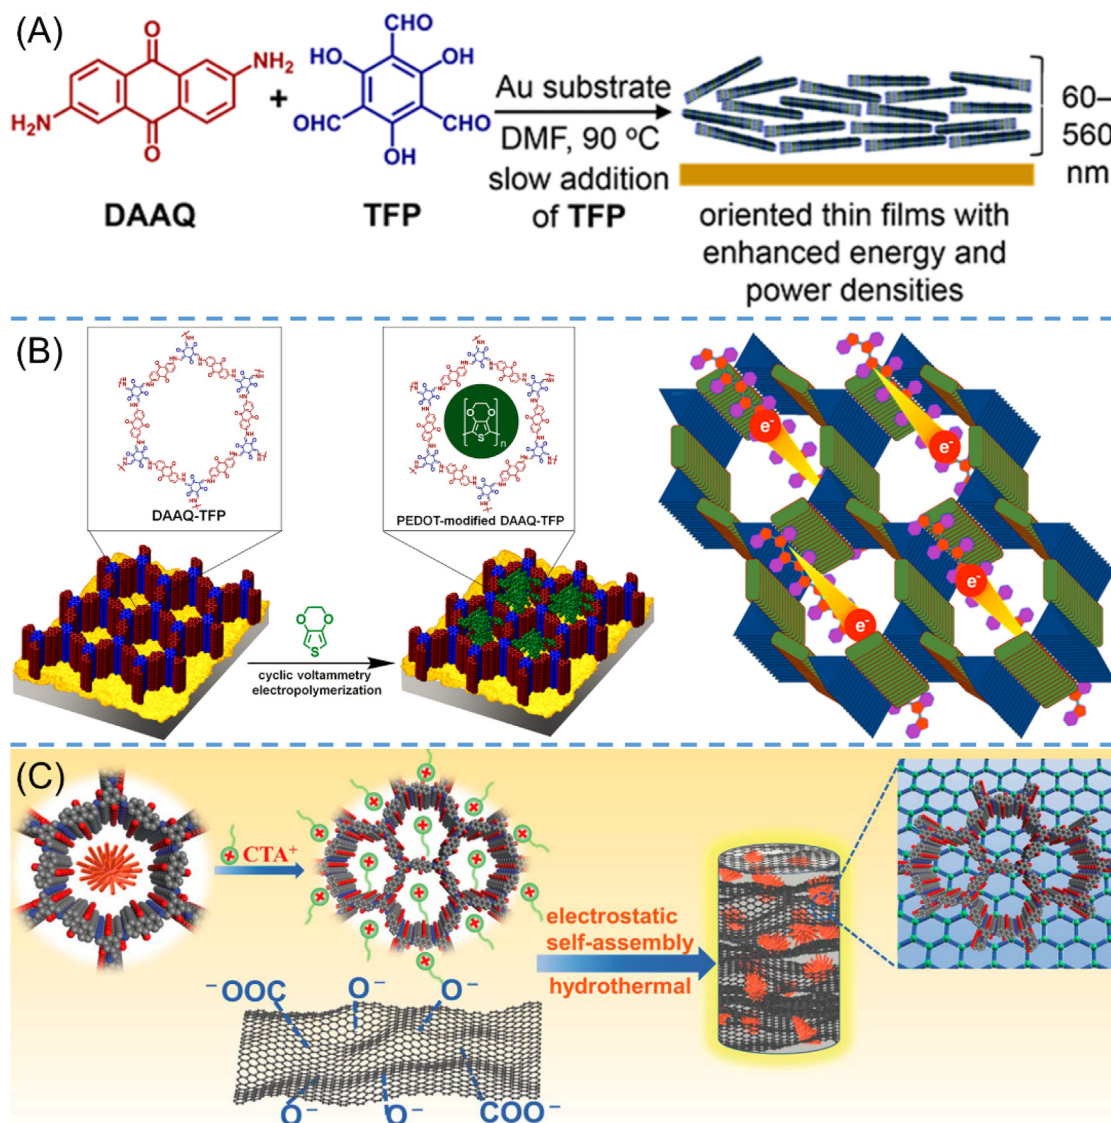 (A)
O
NH₂
H₂N
O
DAAQ
+
CHO
HO
OH
OHC
CHO
OH
TFP
Au substrate
DMF, 90 °C
slow addition
of TFP
60–
560
nm
oriented thin films with
enhanced energy and
power densities
(B)
DAAQ-TFP
O
O
S
n
PEDOT-modified DAAQ-TFP
O
O
S
cyclic voltammetry
electropolymerization
e-
e-
e-
e-
(C)
+ CTA⁺
electrostatic
self-assembly
hydrothermal
⁻OOC
O⁻
O⁻
O⁻
O⁻
COO⁻